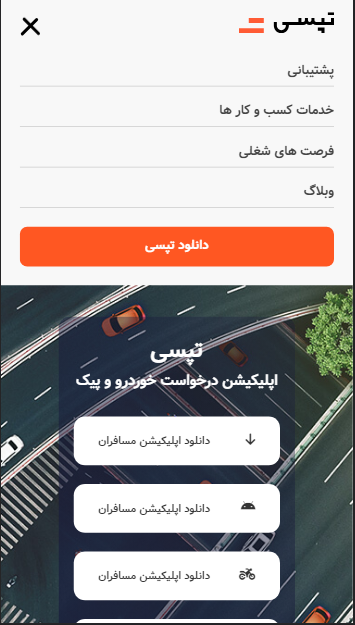 تپسی
پشتیبانی
خدمات کسب و کار ها
فرصت های شغلی
وبلاگ
دانلود تپسی
تپسی
اپلیکیشن درخواست خوردرو و پیک
دانلود اپلیکیشن مسافران
دانلود اپلیکیشن مسافران
دانلود اپلیکیشن مسافران